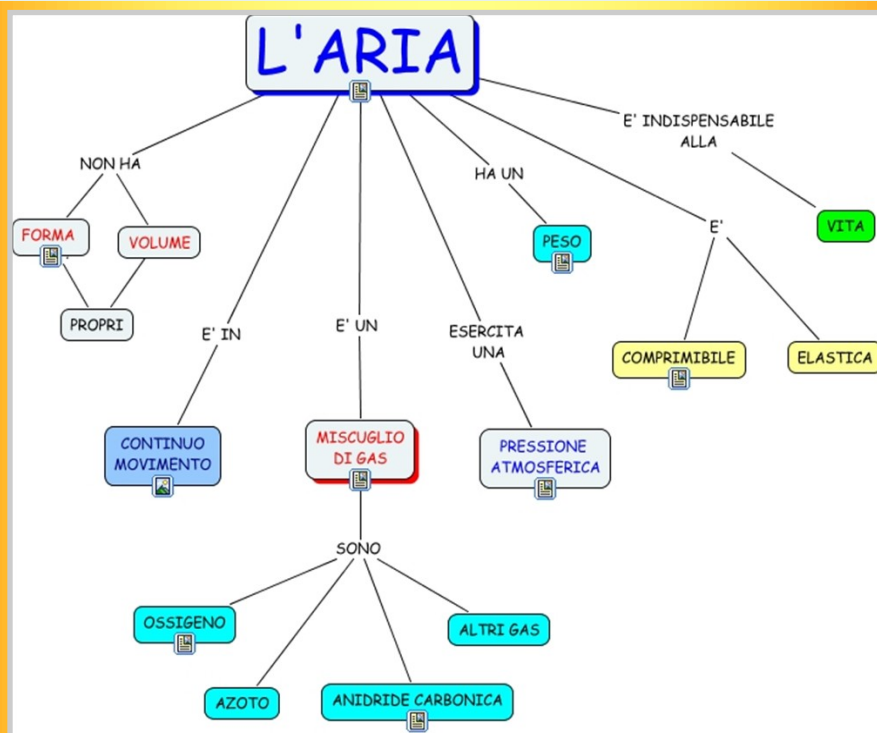 L'ARIA
E' INDISPENSABILE
ALLA
NON HA
HA UN
FORMA
VOLUME
PESO
E'
VITA
PROPRI
E' IN
E' UN
ESERCITA
UNA
COMPRIMIBILE
ELASTICA
CONTINUO
MOVIMENTO
MISCUGLIO
DI GAS
PRESSIONE
ATMOSFERICA
SONO
OSSIGENO
ALTRI GAS
AZOTO
ANIDRIDE CARBONICA